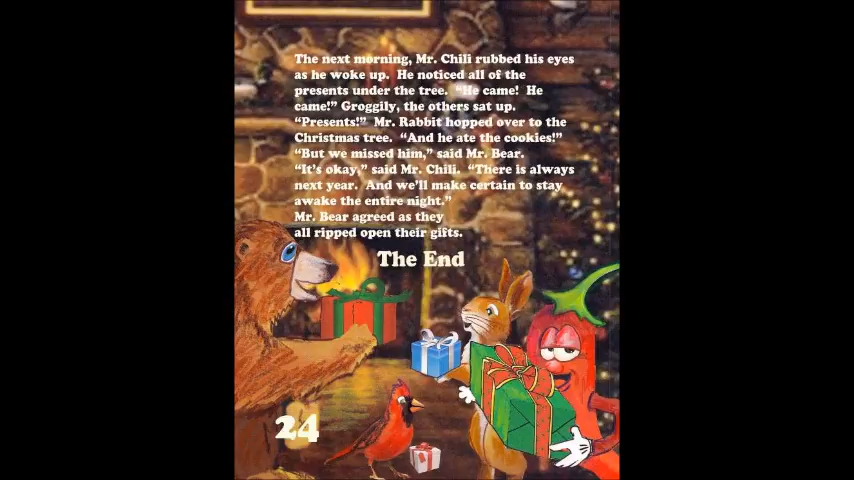 The next morning, Mr. Chili rubbed his eyes
as he woke up. He noticed all of the
presents under the tree. “He came! He
came!” Groggily, the others sat up.
“Presents!” Mr. Rabbit hopped over to the
Christmas tree. “And he ate the cookies!”
“But we missed him,” said Mr. Bear.
“It’s okay,” said Mr. Chili. “There is always
next year. And we’ll make certain to stay
awake the entire night.”
Mr. Bear agreed as they
all ripped open their gifts.
The End
24